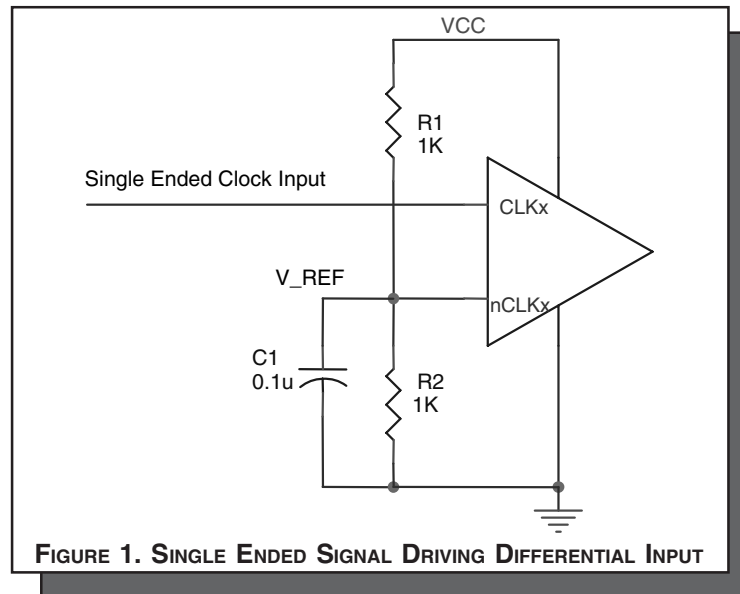 VCC
R1
1K
Single Ended Clock Input
CLKx
V_REF
nCLKx
C1
0.1u
R2
1K
FIGURE 1. SINGLE ENDED SIGNAL DRIVING DIFFERENTIAL INPUT